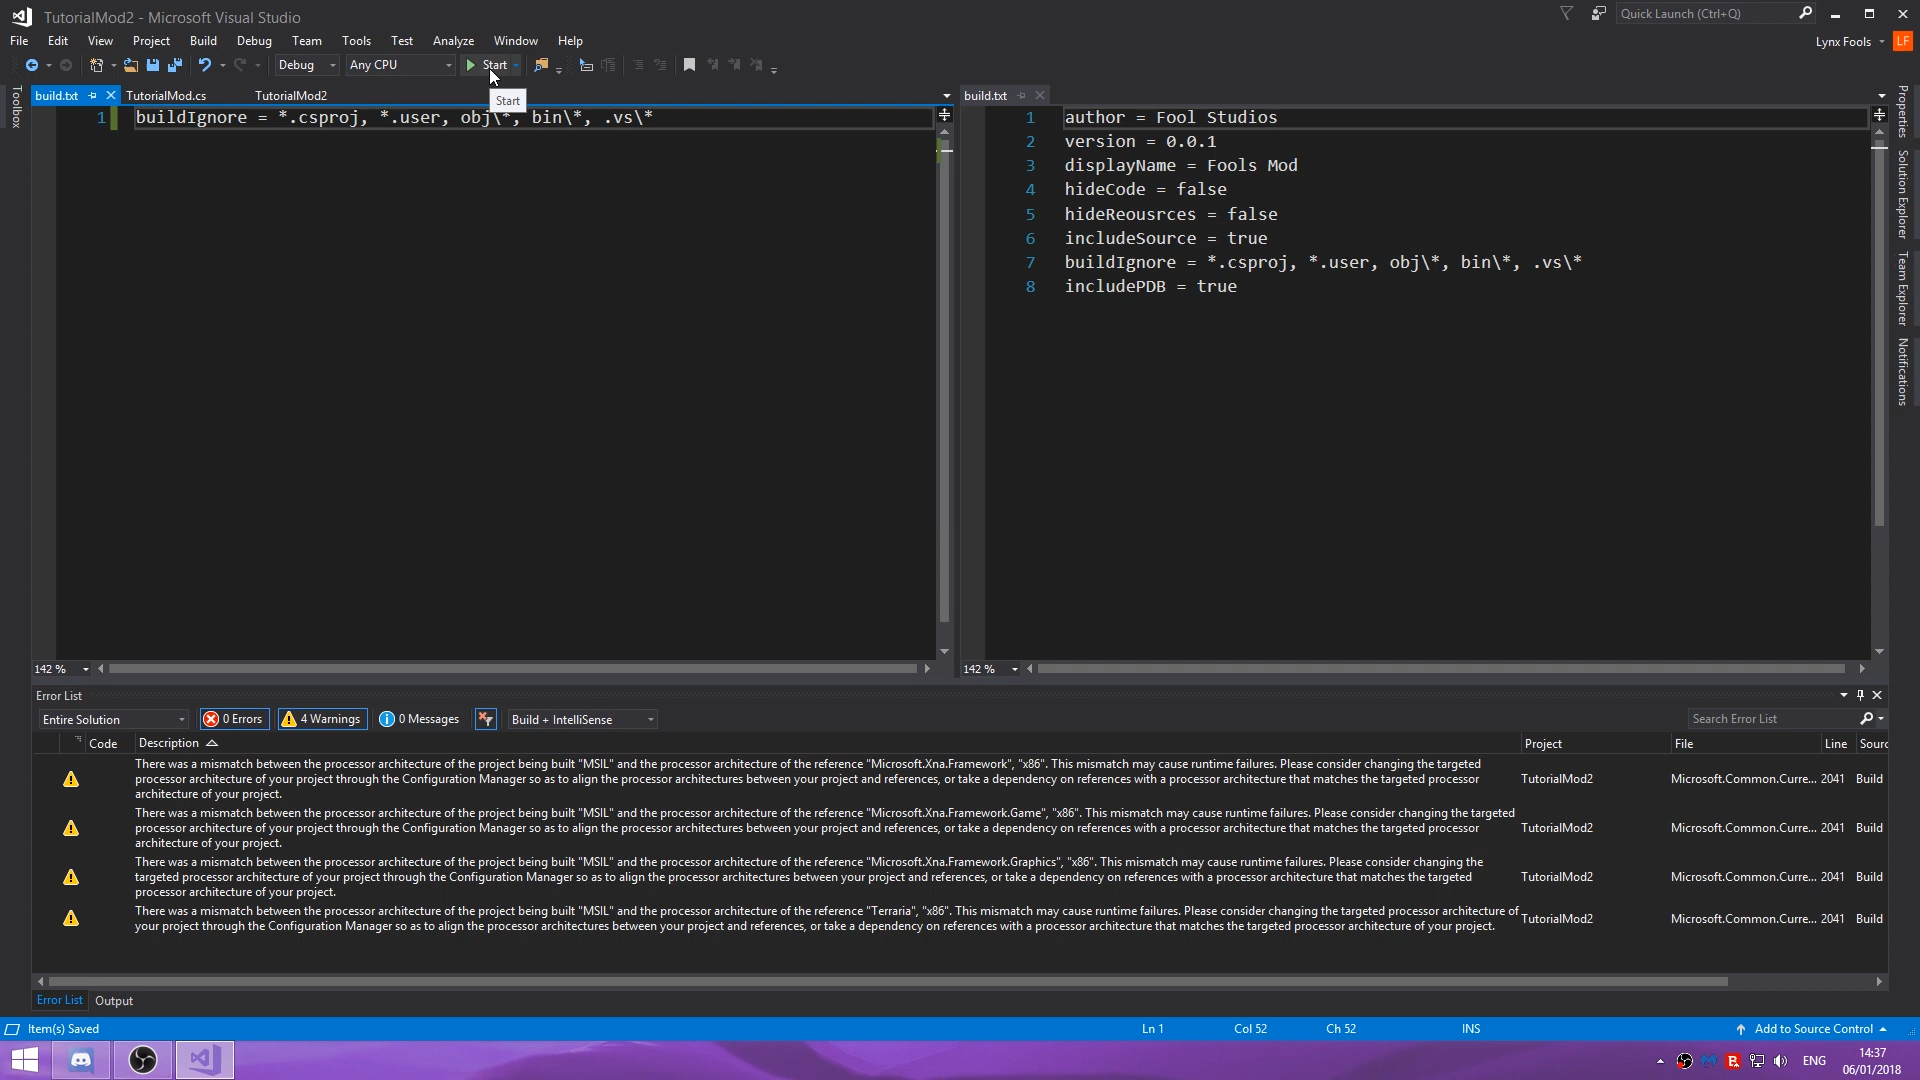 TutorialMod2 - Microsoft Visual Studio
Quick Launch (Ctrl+Q)
File Edit View Project Build Debug Team Tools Test Analyze Window Help
Lynx Fools LF
Debug Any CPU Start
Toolbox
build.txt TutorialMod.cs TutorialMod2
Start
1 buildIgnore = *.csproj, *.user, obj\*, bin\*, .vs\*
142 %
build.txt
1 author = Fool Studios
2 version = 0.0.1
3 displayName = Fools Mod
4 hideCode = false
5 hideReousrces = false
6 includeSource = true
7 buildIgnore = *.csproj, *.user, obj\*, bin\*, .vs\*
8 includePDB = true
142 %
Properties
Solution Explorer
Team Explorer
Notifications
Error List
Entire Solution 0 Errors 4 Warnings 0 Messages Build + IntelliSense Search Error List
Code Description Project File Line Sourc
There was a mismatch between the processor architecture of the project being built "MSIL" and the processor architecture of the reference "Microsoft.Xna.Framework", "x86". This mismatch may cause runtime failures. Please consider changing the targeted
processor architecture of your project through the Configuration Manager so as to align the processor architectures between your project and references, or take a dependency on references with a processor architecture that matches the targeted processor
architecture of your project.
TutorialMod2 Microsoft.Common.Curre... 2041 Build
There was a mismatch between the processor architecture of the project being built "MSIL" and the processor architecture of the reference "Microsoft.Xna.Framework.Game", "x86". This mismatch may cause runtime failures. Please consider changing the targeted
processor architecture of your project through the Configuration Manager so as to align the processor architectures between your project and references, or take a dependency on references with a processor architecture that matches the targeted processor
architecture of your project.
TutorialMod2 Microsoft.Common.Curre... 2041 Build
There was a mismatch between the processor architecture of the project being built "MSIL" and the processor architecture of the reference "Microsoft.Xna.Framework.Graphics", "x86". This mismatch may cause runtime failures. Please consider changing the
targeted processor architecture of your project through the Configuration Manager so as to align the processor architectures between your project and references, or take a dependency on references with a processor architecture that matches the targeted
processor architecture of your project.
TutorialMod2 Microsoft.Common.Curre... 2041 Build
There was a mismatch between the processor architecture of the project being built "MSIL" and the processor architecture of the reference "Terraria", "x86". This mismatch may cause runtime failures. Please consider changing the targeted processor architecture of
your project through the Configuration Manager so as to align the processor architectures between your project and references, or take a dependency on references with a processor architecture that matches the targeted processor architecture of your project.
TutorialMod2 Microsoft.Common.Curre... 2041 Build
Error List Output
Item(s) Saved Ln 1 Col 52 Ch 52 INS Add to Source Control
ENG
14:37
06/01/2018